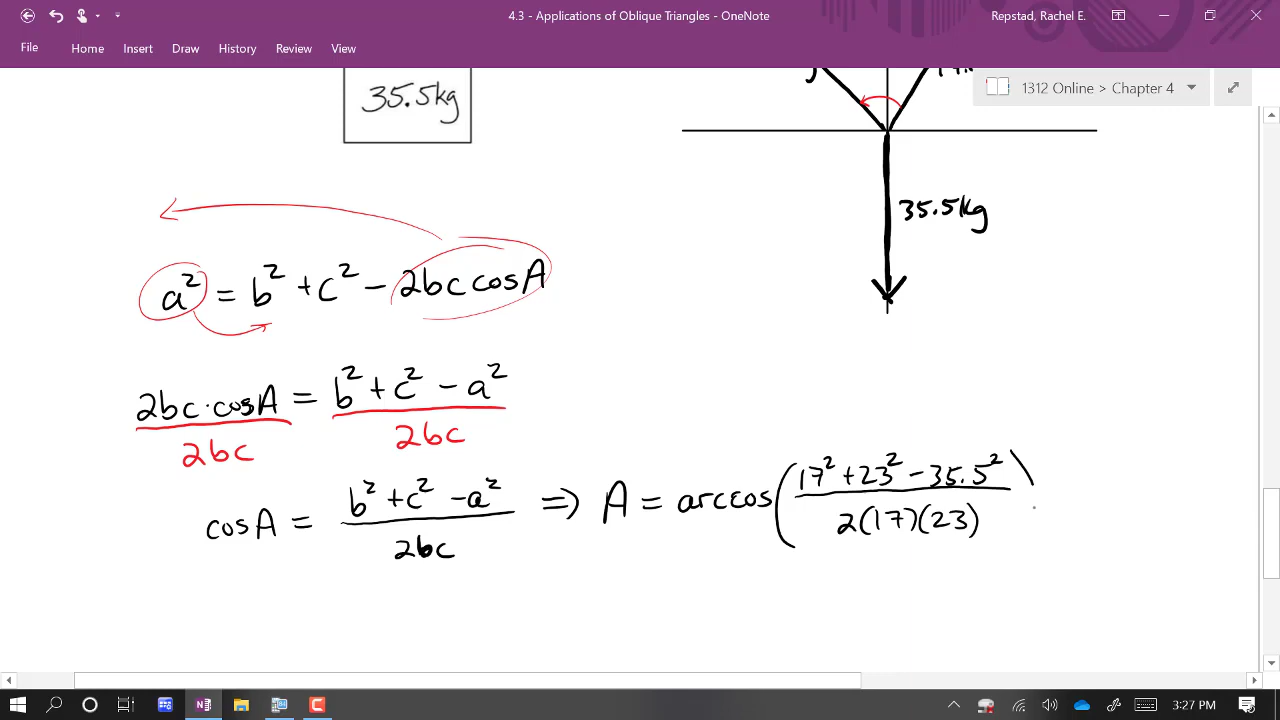 4.3 - Applications of Oblique Triangles - OneNote
Repstad, Rachel E.
File Home Insert Draw History Review View
1312 Online > Chapter 4
35.5kg
35.5kg
a² = b² + c² - 2bc cosA
2bc·cosA = b² + c² - a²
2bc 2bc
cosA = b² + c² - a² / 2bc ⇒ A = arccos(17² + 23² - 35.5² / 2(17)(23)
3:27 PM